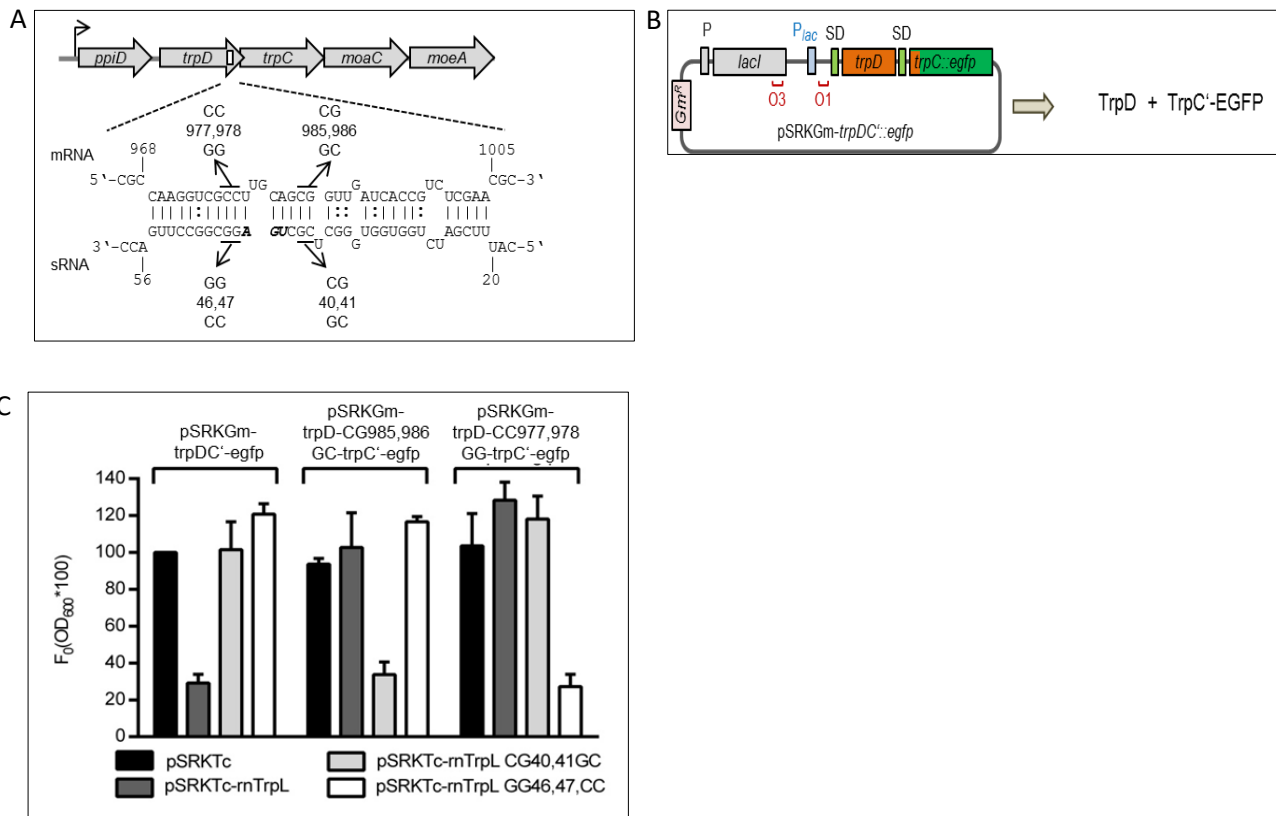 A
ppiD trpD trpC moaC moeA
CC CG
977,978 985,986
GG GC
mRNA 968 1005
5'-CGC CGC-3'
UG G UC
CAAGGUCGCCU CAGCG GUU AUCACCG UCGAA
GUUCCGGCGGA GUCGC CGG UGGUGGU AGCUU
U G CU
3'-CCA UAC-5'
sRNA 56 20
GG CG
46,47 40,41
CC GC
B
P Plac SD SD
lacI trpD trpC::egfp
O3 O1
GmR
pSRKGm-trpDC'::egfp
TrpD + TrpC'-EGFP
C
pSRKGm-
trpDC'-egfp
pSRKGm-
trpD-CG985,986
GC-trpC'-egfp
pSRKGm-
trpD-CC977,978
GG-trpC'-egfp
F0(OD600*100)
140
120
100
80
60
40
20
0
pSRKTc
pSRKTc-rnTrpL
pSRKTc-rnTrpL CG40,41GC
pSRKTc-rnTrpL GG46,47,CC